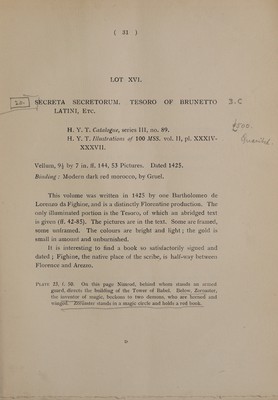 ( 31 )
LOT XVI.
20. SECRETA SECRETORUM. TESORO OF BRUNETTO
LATINI, ETC.
B.C
£500
H. Y. T. Catalogue, series III, no. 89.
H. Y. T. Illustrations of 100 MSS. vol. II, pl. XXXIV-
XXXVII.
Vellum, 9½ by 7 in. ff. 144, 53 Pictures. Dated 1425.
Binding : Modern dark red morocco, by Gruel.
This volume was written in 1425 by one Bartholomeo de
Lorenzo da Fighine, and is a distinctly Florentine production. The
only illuminated portion is the Tesoro, of which an abridged text
is given (ff. 42-85). The pictures are in the text. Some are framed,
some unframed. The colours are bright and light ; the gold is
small in amount and unburnished.
It is interesting to find a book so satisfactorily signed and
dated ; Fighine, the native place of the scribe, is half-way between
Florence and Arezzo.
PLATE 25, f. 50. On this page Nimrod, behind whom stands an armed
guard, directs the building of the Tower of Babel. Below, Zoroaster,
the inventor of magic, beckons to two demons, who are horned and
winged. Zoroaster stands in a magic circle and holds a red book.